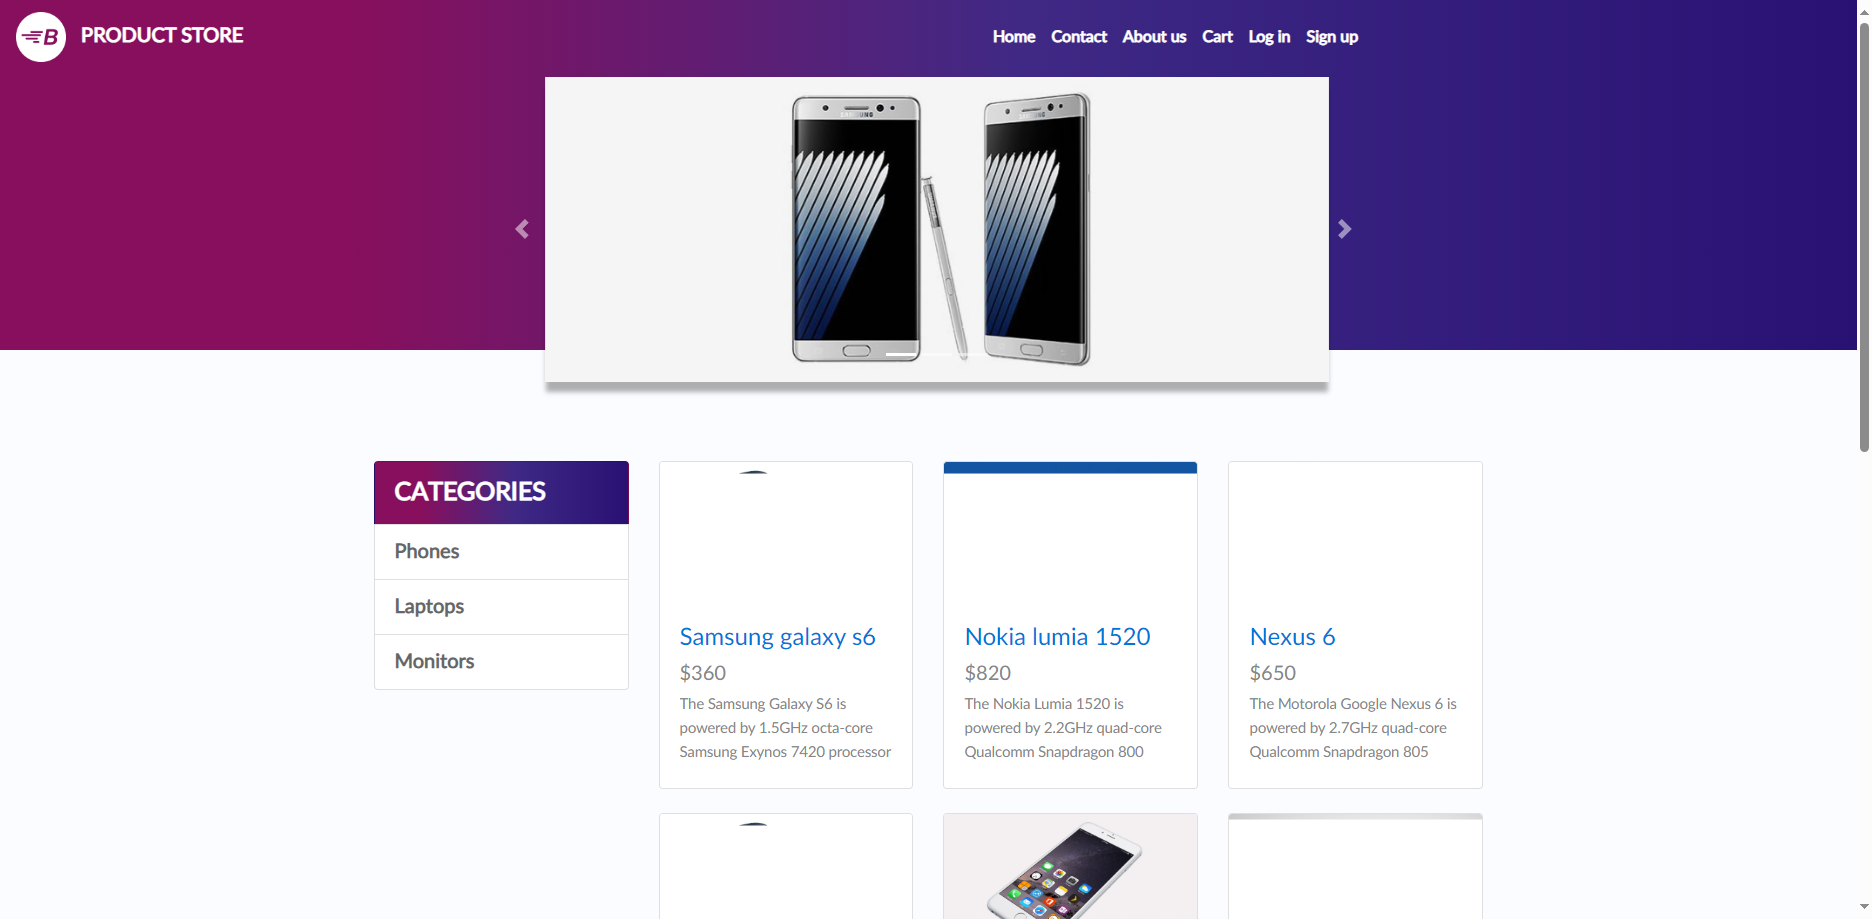 B PRODUCT STORE
Home Contact About us Cart Log in Sign up
SAMSUNG SAMSUNG
CATEGORIES
Phones
Laptops
Monitors
Samsung galaxy s6
$360
The Samsung Galaxy S6 is
powered by 1.5GHz octa-core
Samsung Exynos 7420 processor
Nokia lumia 1520
$820
The Nokia Lumia 1520 is
powered by 2.2GHz quad-core
Qualcomm Snapdragon 800
Nexus 6
$650
The Motorola Google Nexus 6 is
powered by 2.7GHz quad-core
Qualcomm Snapdragon 805